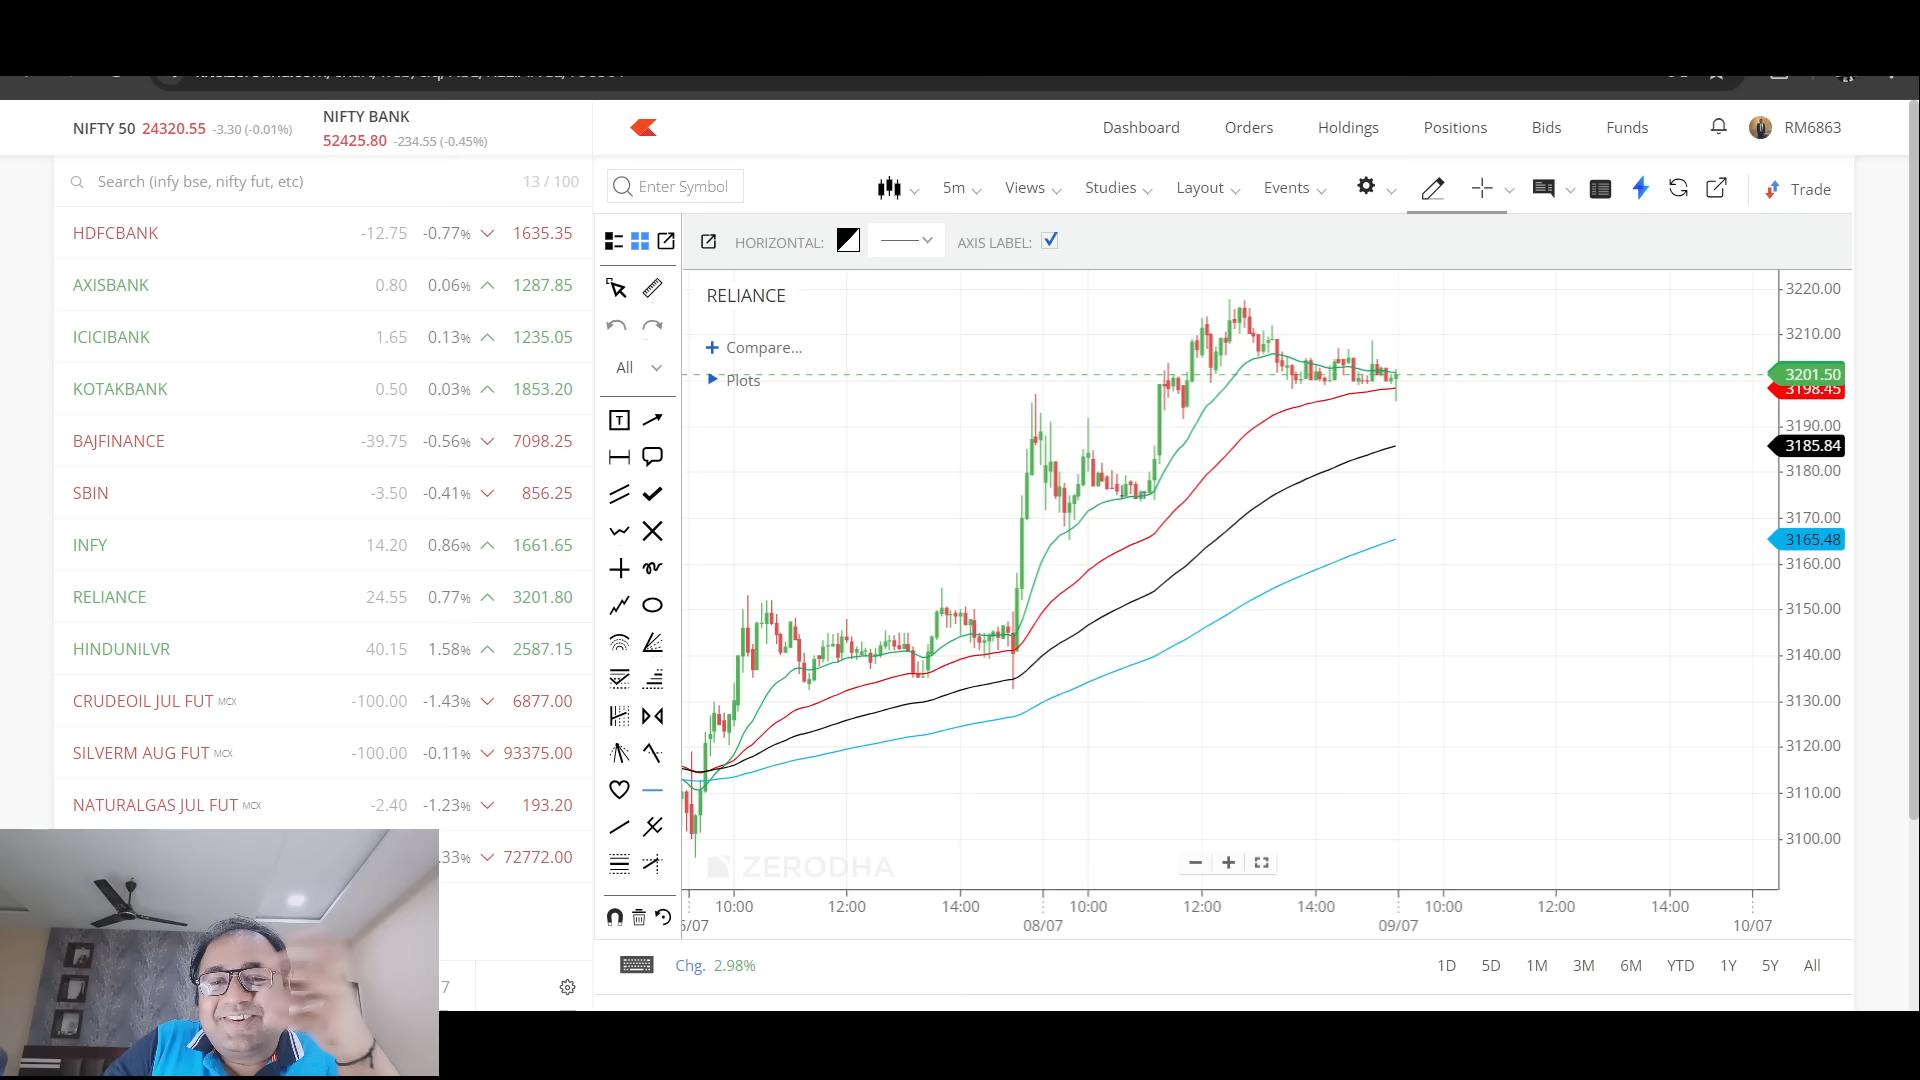 NIFTY 50 24320.55 -3.30 (-0.01%)
NIFTY BANK
52425.80 -234.55 (-0.45%)
Dashboard Orders Holdings Positions Bids Funds RM6863
Search (infy bse, nifty fut, etc) 13 / 100
Enter Symbol 5m Views Studies Layout Events Trade
HORIZONTAL: AXIS LABEL:
HDFCBANK -12.75 -0.77% 1635.35
AXISBANK 0.80 0.06% 1287.85
ICICIBANK 1.65 0.13% 1235.05
KOTAKBANK 0.50 0.03% 1853.20
BAJFINANCE -39.75 -0.56% 7098.25
SBIN -3.50 -0.41% 856.25
INFY 14.20 0.86% 1661.65
RELIANCE 24.55 0.77% 3201.80
HINDUNILVR 40.15 1.58% 2587.15
CRUDEOIL JUL FUT MCX -100.00 -1.43% 6877.00
SILVERM AUG FUT MCX -100.00 -0.11% 93375.00
NATURALGAS JUL FUT MCX -2.40 -1.23% 193.20
.33% 72772.00
7
All
T
RELIANCE
Compare...
Plots
3220.00
3210.00
3201.50
3198.45
3190.00
3185.84
3180.00
3170.00
3165.48
3160.00
3150.00
3140.00
3130.00
3120.00
3110.00
3100.00
ZERODHA
10:00 12:00 14:00 10:00 12:00 14:00 10:00 12:00 14:00
/07 08/07 09/07 10/07
Chg. 2.98%
1D 5D 1M 3M 6M YTD 1Y 5Y All